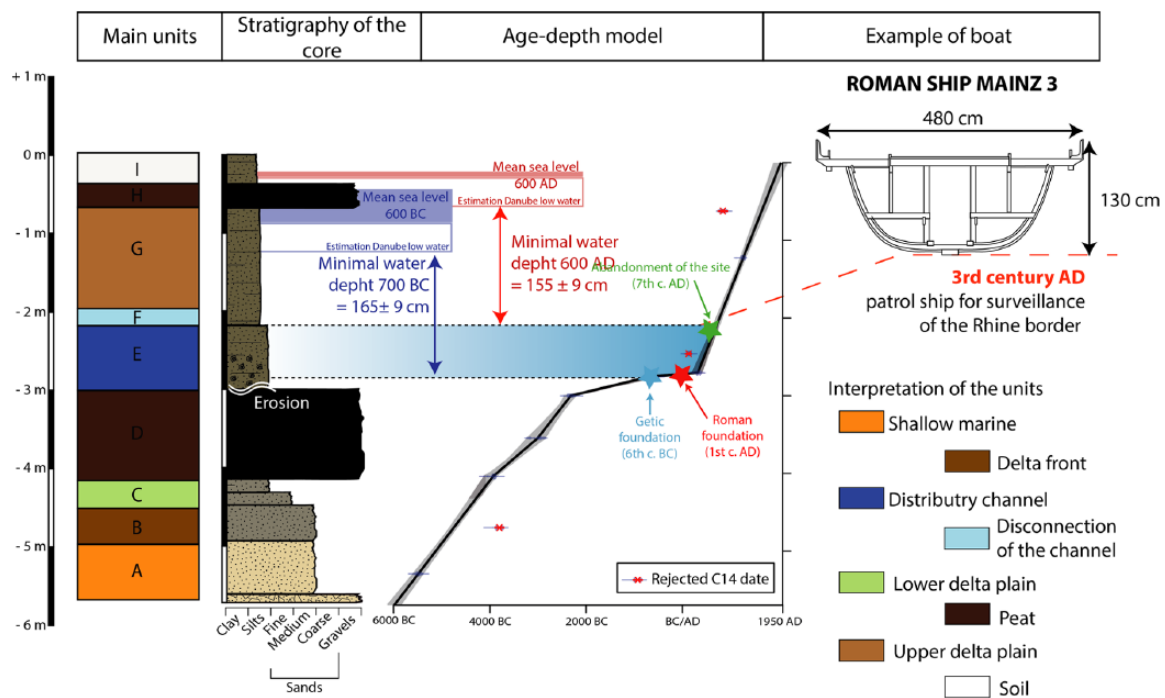 Main units
Stratigraphy of the
core
Age-depth model
Example of boat
+ 1 m
0 m
- 1 m
- 2 m
- 3 m
- 4 m
- 5 m
- 6 m
I
H
G
F
E
D
C
B
A
Erosion
Clay
Silts
Fine
Medium
Coarse
Gravels
Sands
Mean sea level
600 AD
Estimation Danube low water
Mean sea level
600 BC
Estimation Danube low water
Minimal water
depht 700 BC
= 165± 9 cm
Minimal water
depht 600 AD
= 155 ± 9 cm
Abandonment of the site
(7th c. AD)
Getic
foundation
(6th c. BC)
Roman
foundation
(1st c. AD)
Rejected C14 date
6000 BC
4000 BC
2000 BC
BC/AD
1950 AD
ROMAN SHIP MAINZ 3
480 cm
130 cm
3rd century AD
patrol ship for surveillance
of the Rhine border
Interpretation of the units
Shallow marine
Delta front
Distributry channel
Disconnection
of the channel
Lower delta plain
Peat
Upper delta plain
Soil